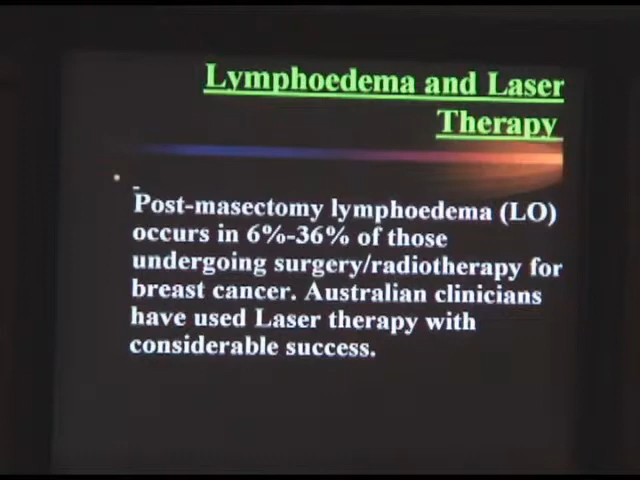 Lymphoedema and Laser
Therapy
Post-masectomy lymphoedema (LO)
occurs in 6%-36% of those
undergoing surgery/radiotherapy for
breast cancer. Australian clinicians
have used Laser therapy with
considerable success.